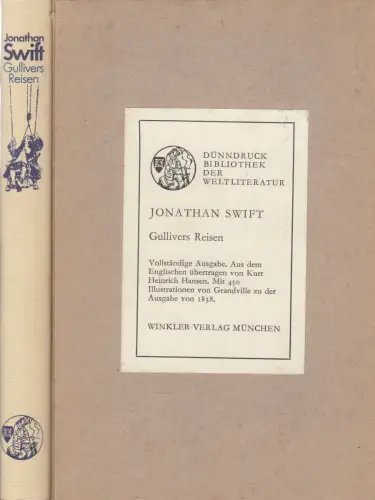 Jonathan
Swift
Gullivers
Reisen
DÜNNDRUCK
BIBLIOTHEK
DER
WELTLITERATUR
JONATHAN SWIFT
Gullivers Reisen
Vollständige Ausgabe. Aus dem
Englischen übertragen von Kurt
Heinrich Hansen. Mit 450
Illustrationen von Grandville zu der
Ausgabe von 1838.
WINKLER VERLAG MÜNCHEN